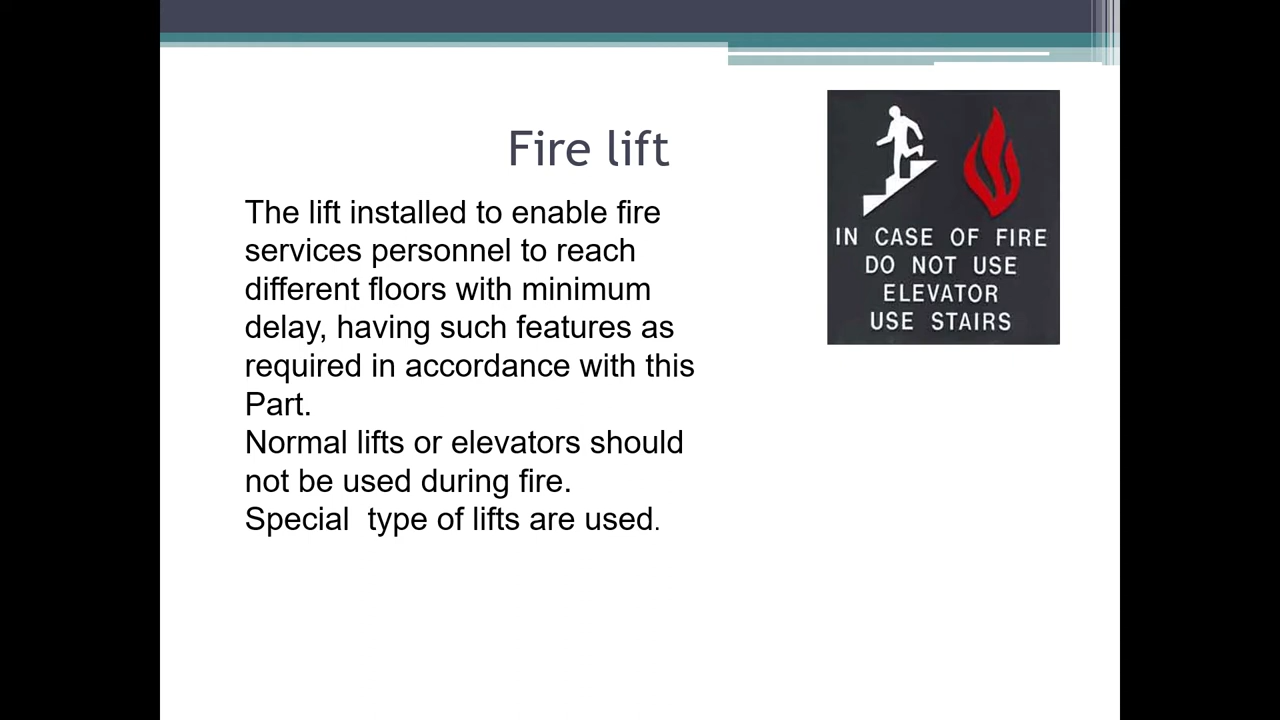 Fire lift
The lift installed to enable fire
services personnel to reach
different floors with minimum
delay, having such features as
required in accordance with this
Part.
Normal lifts or elevators should
not be used during fire.
Special  type of lifts are used.
IN CASE OF FIRE
DO NOT USE
ELEVATOR
USE STAIRS